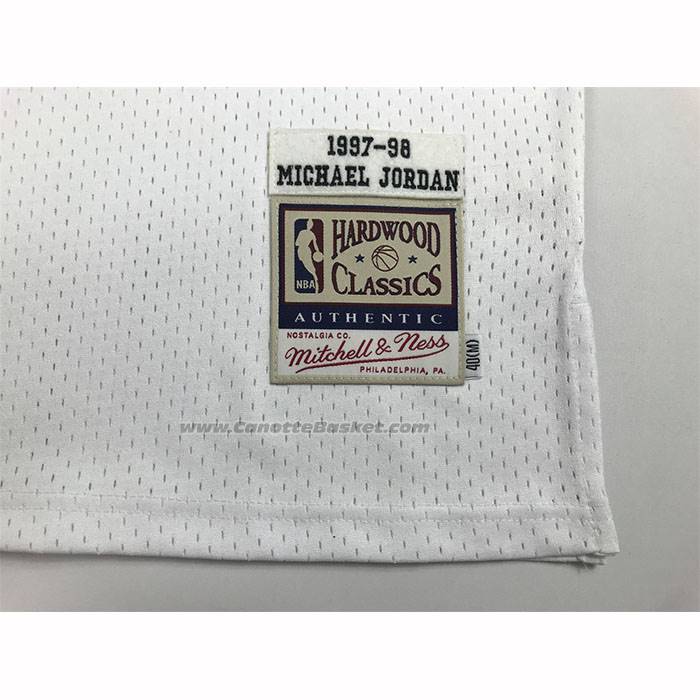 1997-98
MICHAEL JORDAN
HARDWOOD
CLASSICS
NBA
AUTHENTIC
NOSTALGIA CO.
Mitchell & Ness
PHILADELPHIA, PA.
40(M)
www.CanotteBasket.com